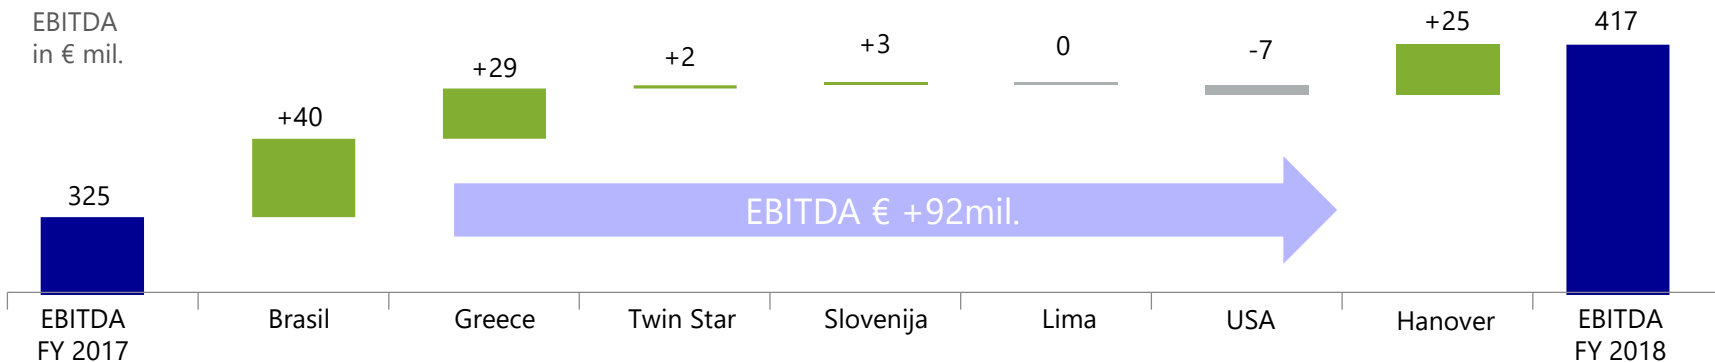 EBITDA
in € mil.
325
+40
+29
+2
+3
0
-7
+25
417
EBITDA € +92mil.
EBITDA
FY 2017
Brasil
Greece
Twin Star
Slovenija
Lima
USA
Hanover
EBITDA
FY 2018